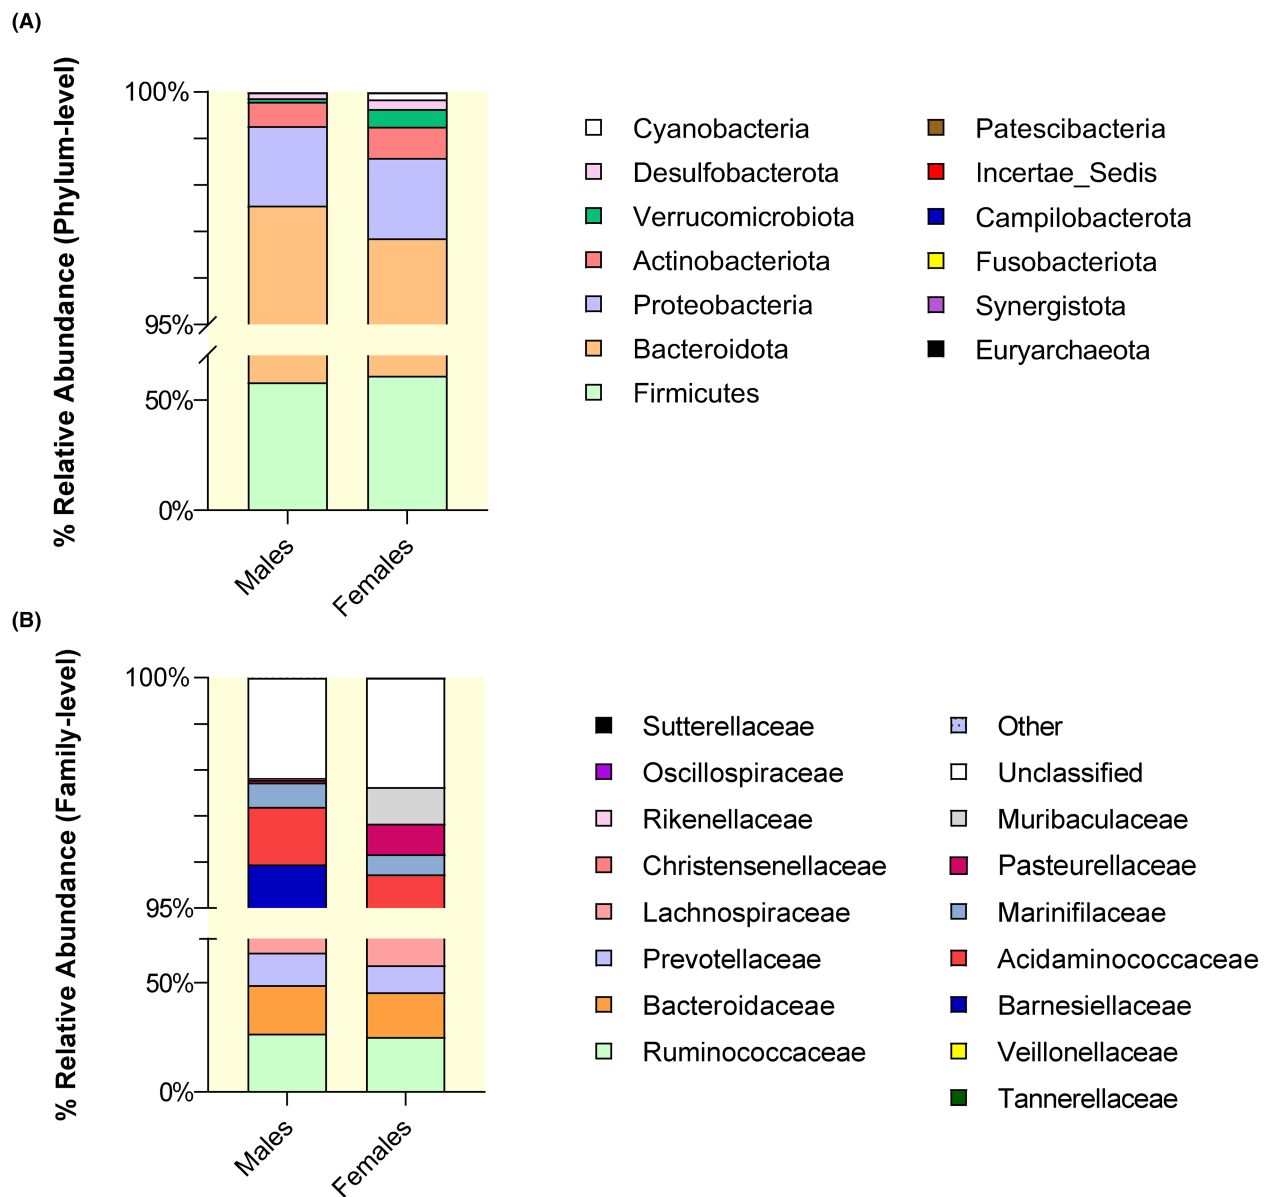 (A)
% Relative Abundance (Phylum-level)
100%
95%
50%
0%
Males
Females
Cyanobacteria
Desulfobacterota
Verrucomicrobiota
Actinobacteriota
Proteobacteria
Bacteroidota
Firmicutes
Patescibacteria
Incertae_Sedis
Campilobacterota
Fusobacteriota
Synergistota
Euryarchaeota
(B)
% Relative Abundance (Family-level)
100%
95%
50%
0%
Males
Females
Sutterellaceae
Oscillospiraceae
Rikenellaceae
Christensenellaceae
Lachnospiraceae
Prevotellaceae
Bacteroidaceae
Ruminococcaceae
Other
Unclassified
Muribaculaceae
Pasteurellaceae
Marinifilaceae
Acidaminococcaceae
Barnesiellaceae
Veillonellaceae
Tannerellaceae